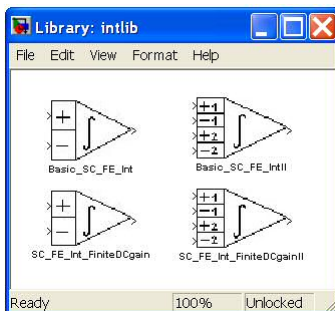 Library: intlib
File Edit View Format Help
+
−
Basic_SC_FE_Int
+1
−1
+2
−2
Basic_SC_FE_IntII
+
−
SC_FE_Int_FiniteDCgain
+1
−1
+2
−2
SC_FE_Int_FiniteDCgainII
Ready 100% Unlocked